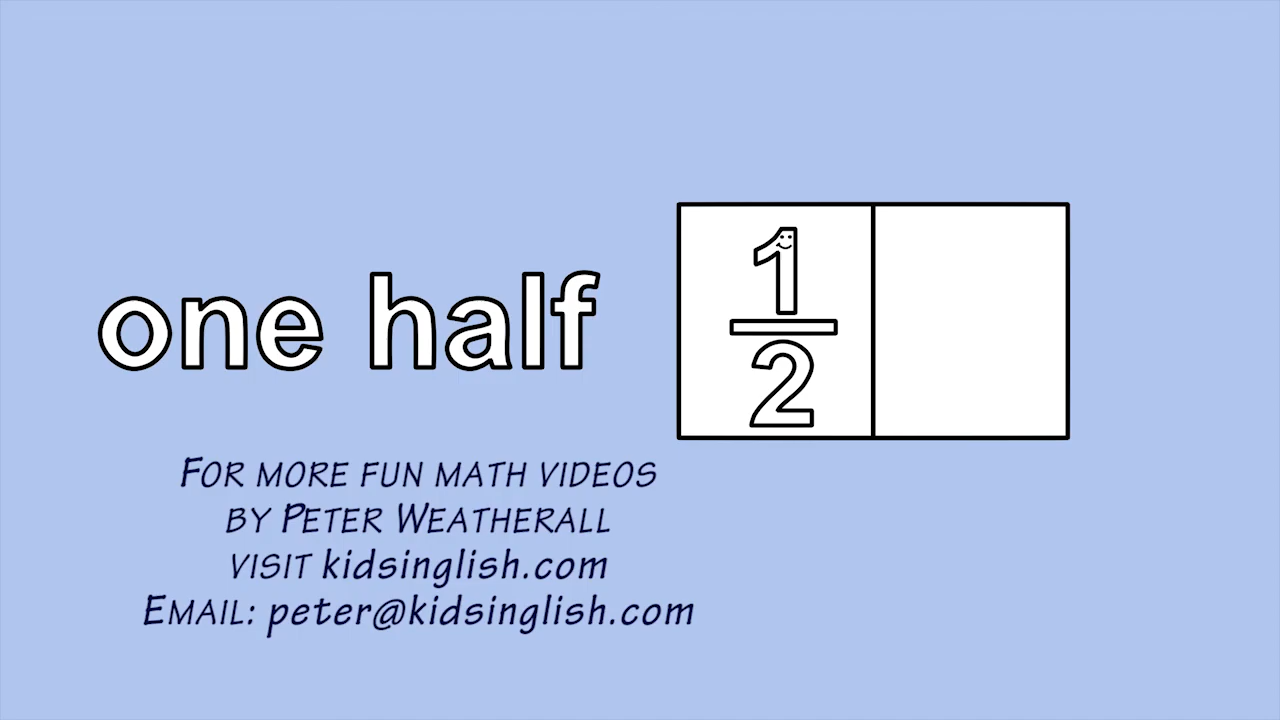 one half
1
2
FOR MORE FUN MATH VIDEOS
BY PETER WEATHERALL
VISIT kidsinglish.com
EMAIL: peter@kidsinglish.com